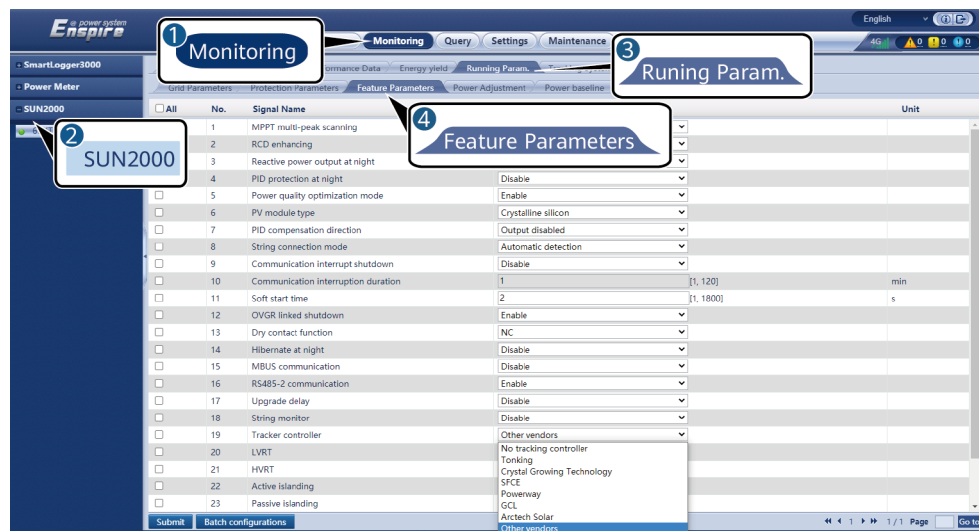 @ power system
Enspire
English
Monitoring Query Settings Maintenance
4G 0 0 0
1 Monitoring
3 Runing Param.
SmartLogger3000
Power Meter
SUN2000
6
2 SUN2000
ormance Data Energy yield Running Param.
Grid Parameters Protection Parameters Feature Parameters Power Adjustment Power baseline
4 Feature Parameters
All No. Signal Name Unit
1 MPPT multi-peak scanning
2 RCD enhancing
3 Reactive power output at night
4 PID protection at night Disable
5 Power quality optimization mode Enable
6 PV module type Crystalline silicon
7 PID compensation direction Output disabled
8 String connection mode Automatic detection
9 Communication interrupt shutdown Disable
10 Communication interruption duration 1 [1, 120] min
11 Soft start time 2 [1, 1800] s
12 OVGR linked shutdown Enable
13 Dry contact function NC
14 Hibernate at night Disable
15 MBUS communication Disable
16 RS485-2 communication Enable
17 Upgrade delay Disable
18 String monitor Disable
19 Tracker controller Other vendors
20 LVRT
21 HVRT
22 Active islanding
23 Passive islanding
No tracking controller
Tonking
Crystal Growing Technology
SFCE
Powerway
GCL
Arctech Solar
Other vendors
Submit Batch configurations 1 1/1 Page Go to